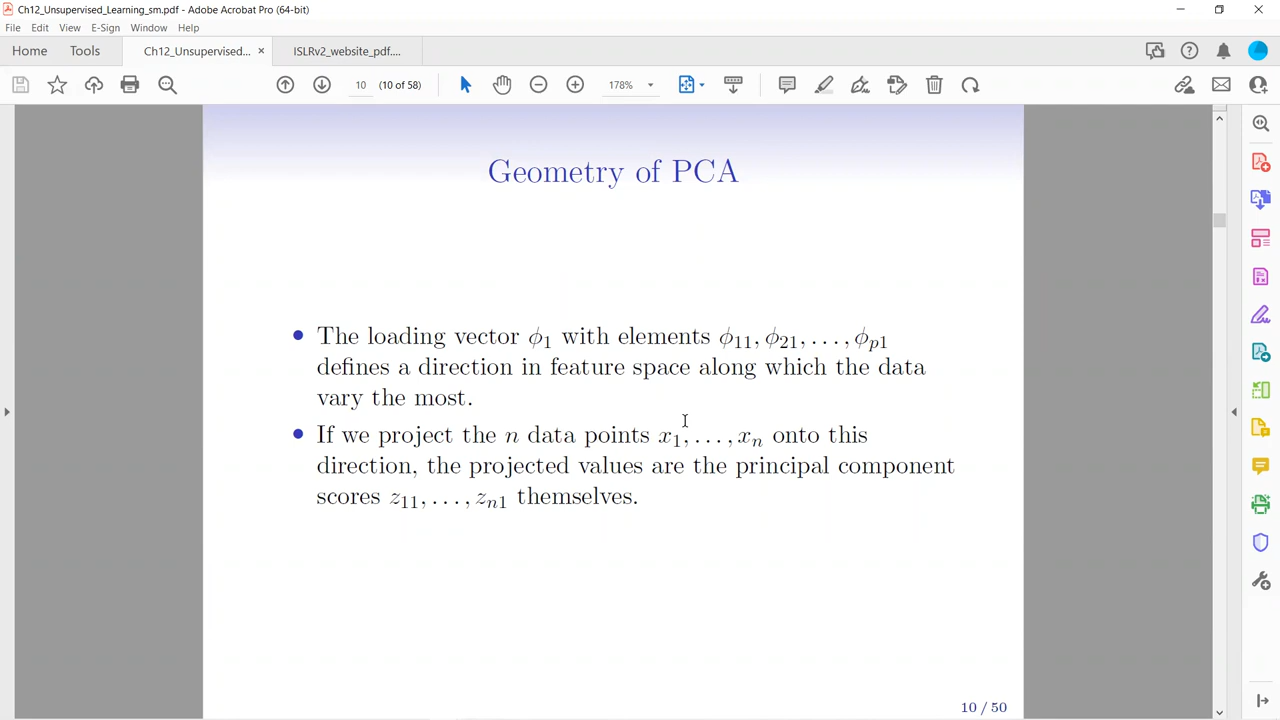 Ch12_Unsupervised_Learning_sm.pdf - Adobe Acrobat Pro (64-bit)
File Edit View E-Sign Window Help
Home Tools Ch12_Unsupervised... × ISLRv2_website_pdf....
10 (10 of 58) 178%
Geometry of PCA
• The loading vector ϕ₁ with elements ϕ₁₁, ϕ₂₁, . . . , ϕₚ₁
defines a direction in feature space along which the data
vary the most.
• If we project the n data points x₁, . . . , xₙ onto this
direction, the projected values are the principal component
scores z₁₁, . . . , zₙ₁ themselves.
10 / 50